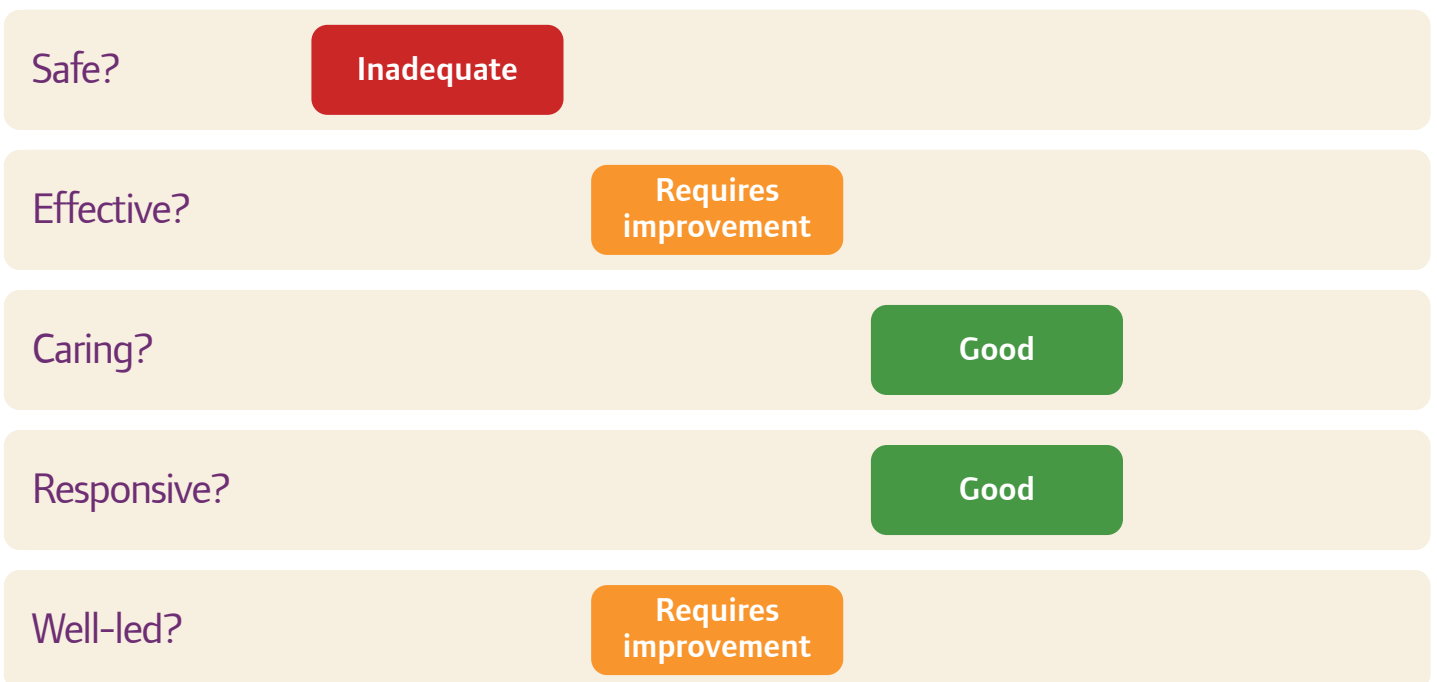 Safe?
Inadequate
Effective?
Requires
improvement
Caring?
Good
Responsive?
Good
Well-led?
Requires
improvement